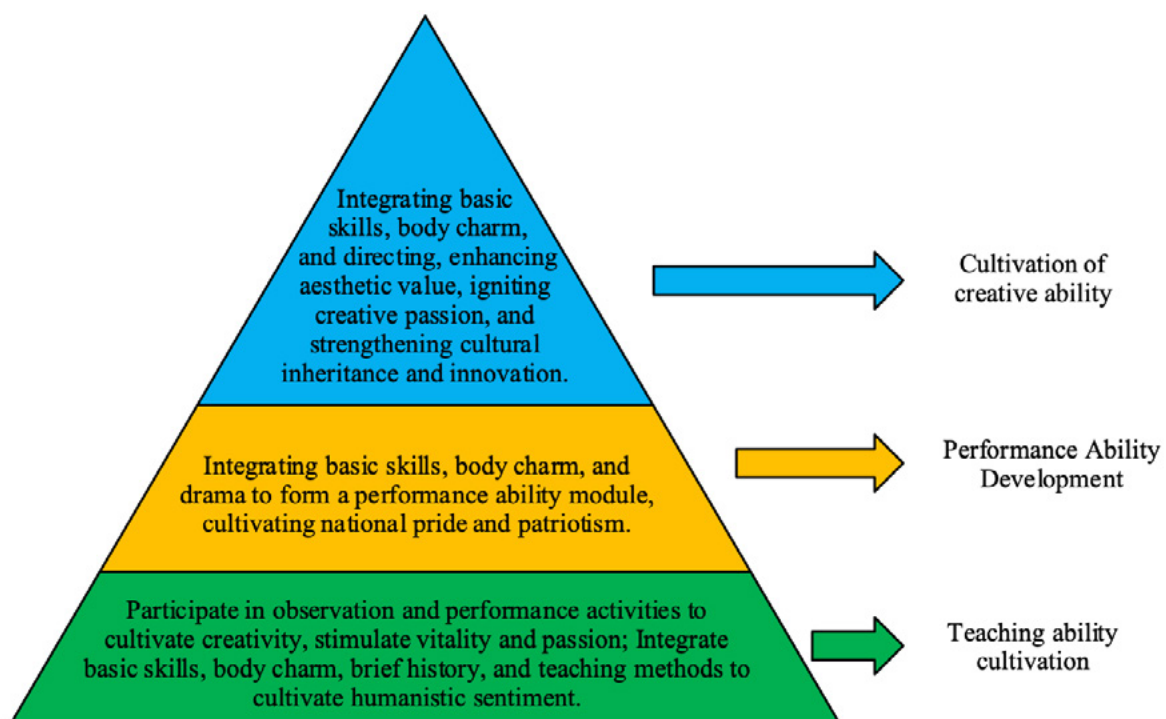 Integrating basic
skills, body charm,
and directing, enhancing
aesthetic value, igniting
creative passion, and
strengthening cultural
inheritance and innovation.
Cultivation of
creative ability
Integrating basic skills, body charm, and
drama to form a performance ability module,
cultivating national pride and patriotism.
Performance Ability
Development
Participate in observation and performance activities to
cultivate creativity, stimulate vitality and passion; Integrate
basic skills, body charm, brief history, and teaching methods to
cultivate humanistic sentiment.
Teaching ability
cultivation